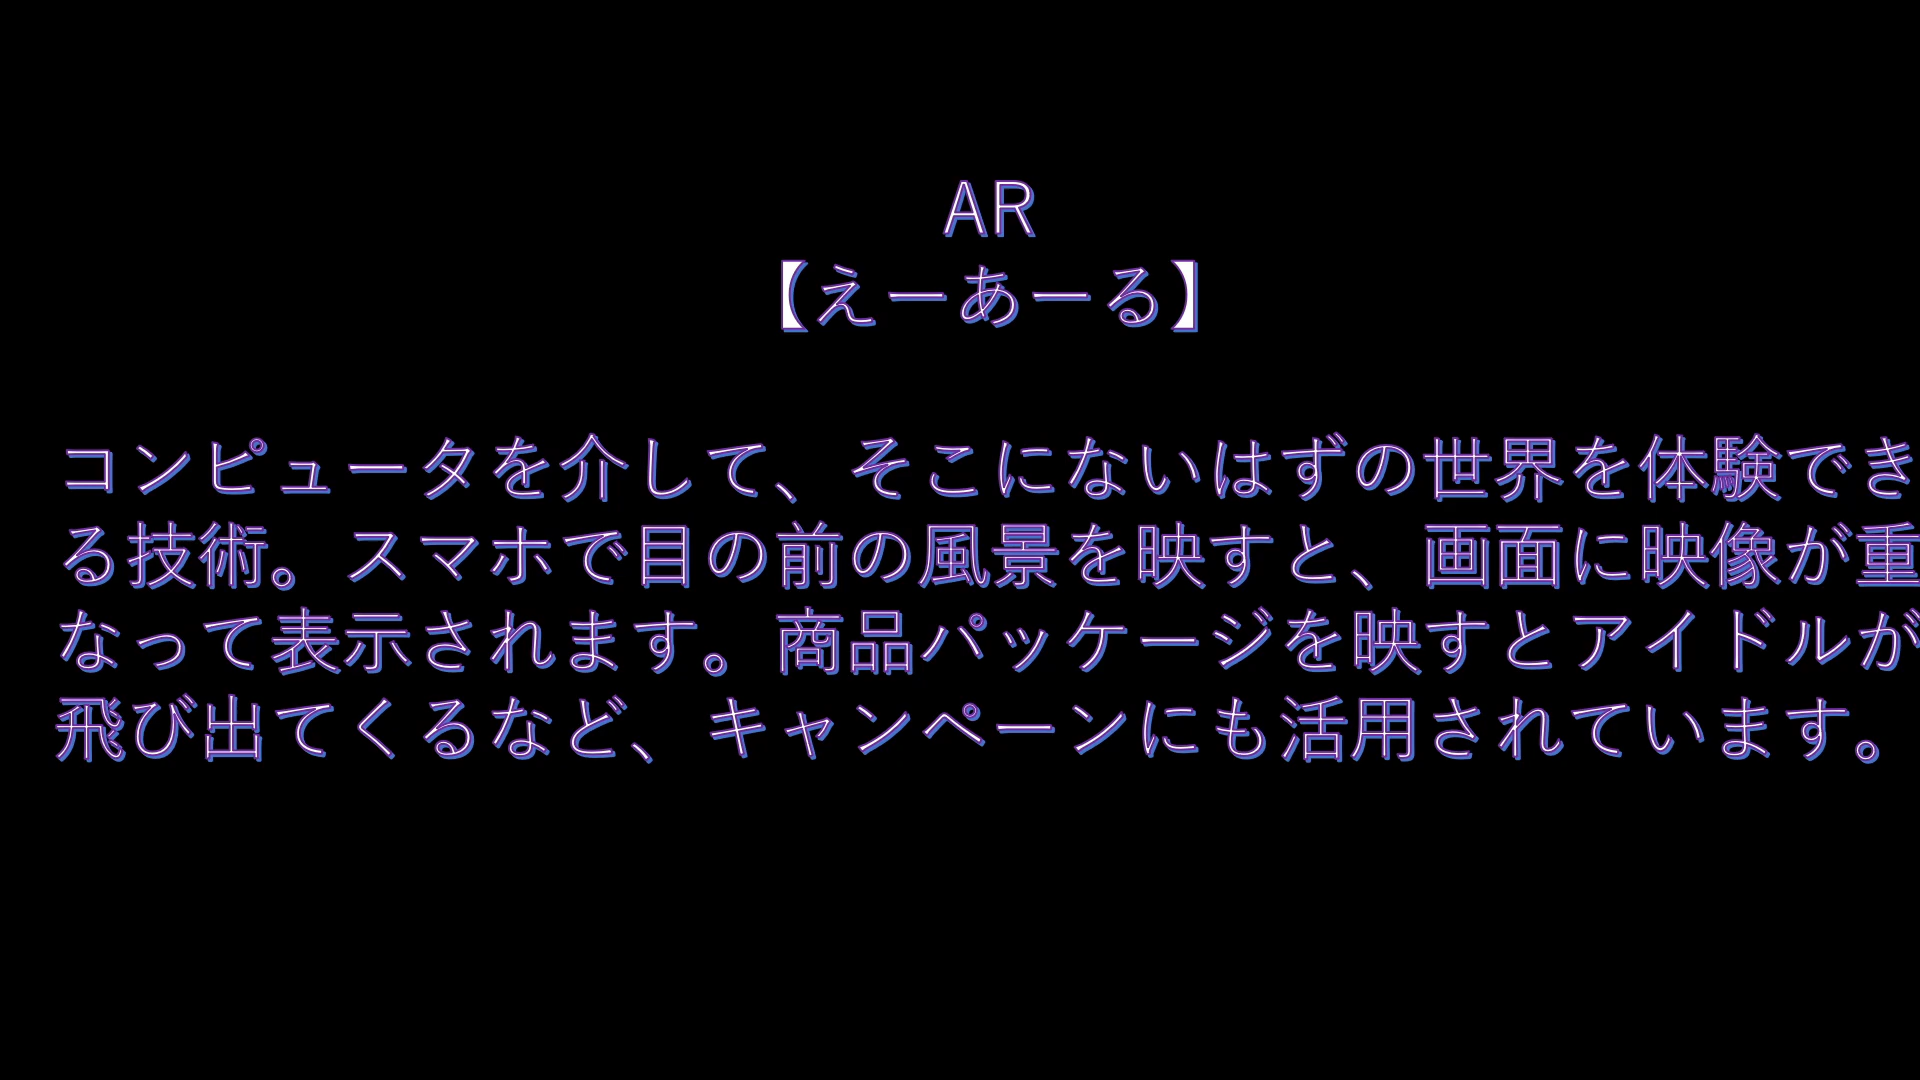 AR
【えーあーる】
コンピュータを介して、そこにないはずの世界を体験でき
る技術。スマホで目の前の風景を映すと、画面に映像が重
なって表示されます。商品パッケージを映すとアイドルが
飛び出てくるなど、キャンペーンにも活用されています。